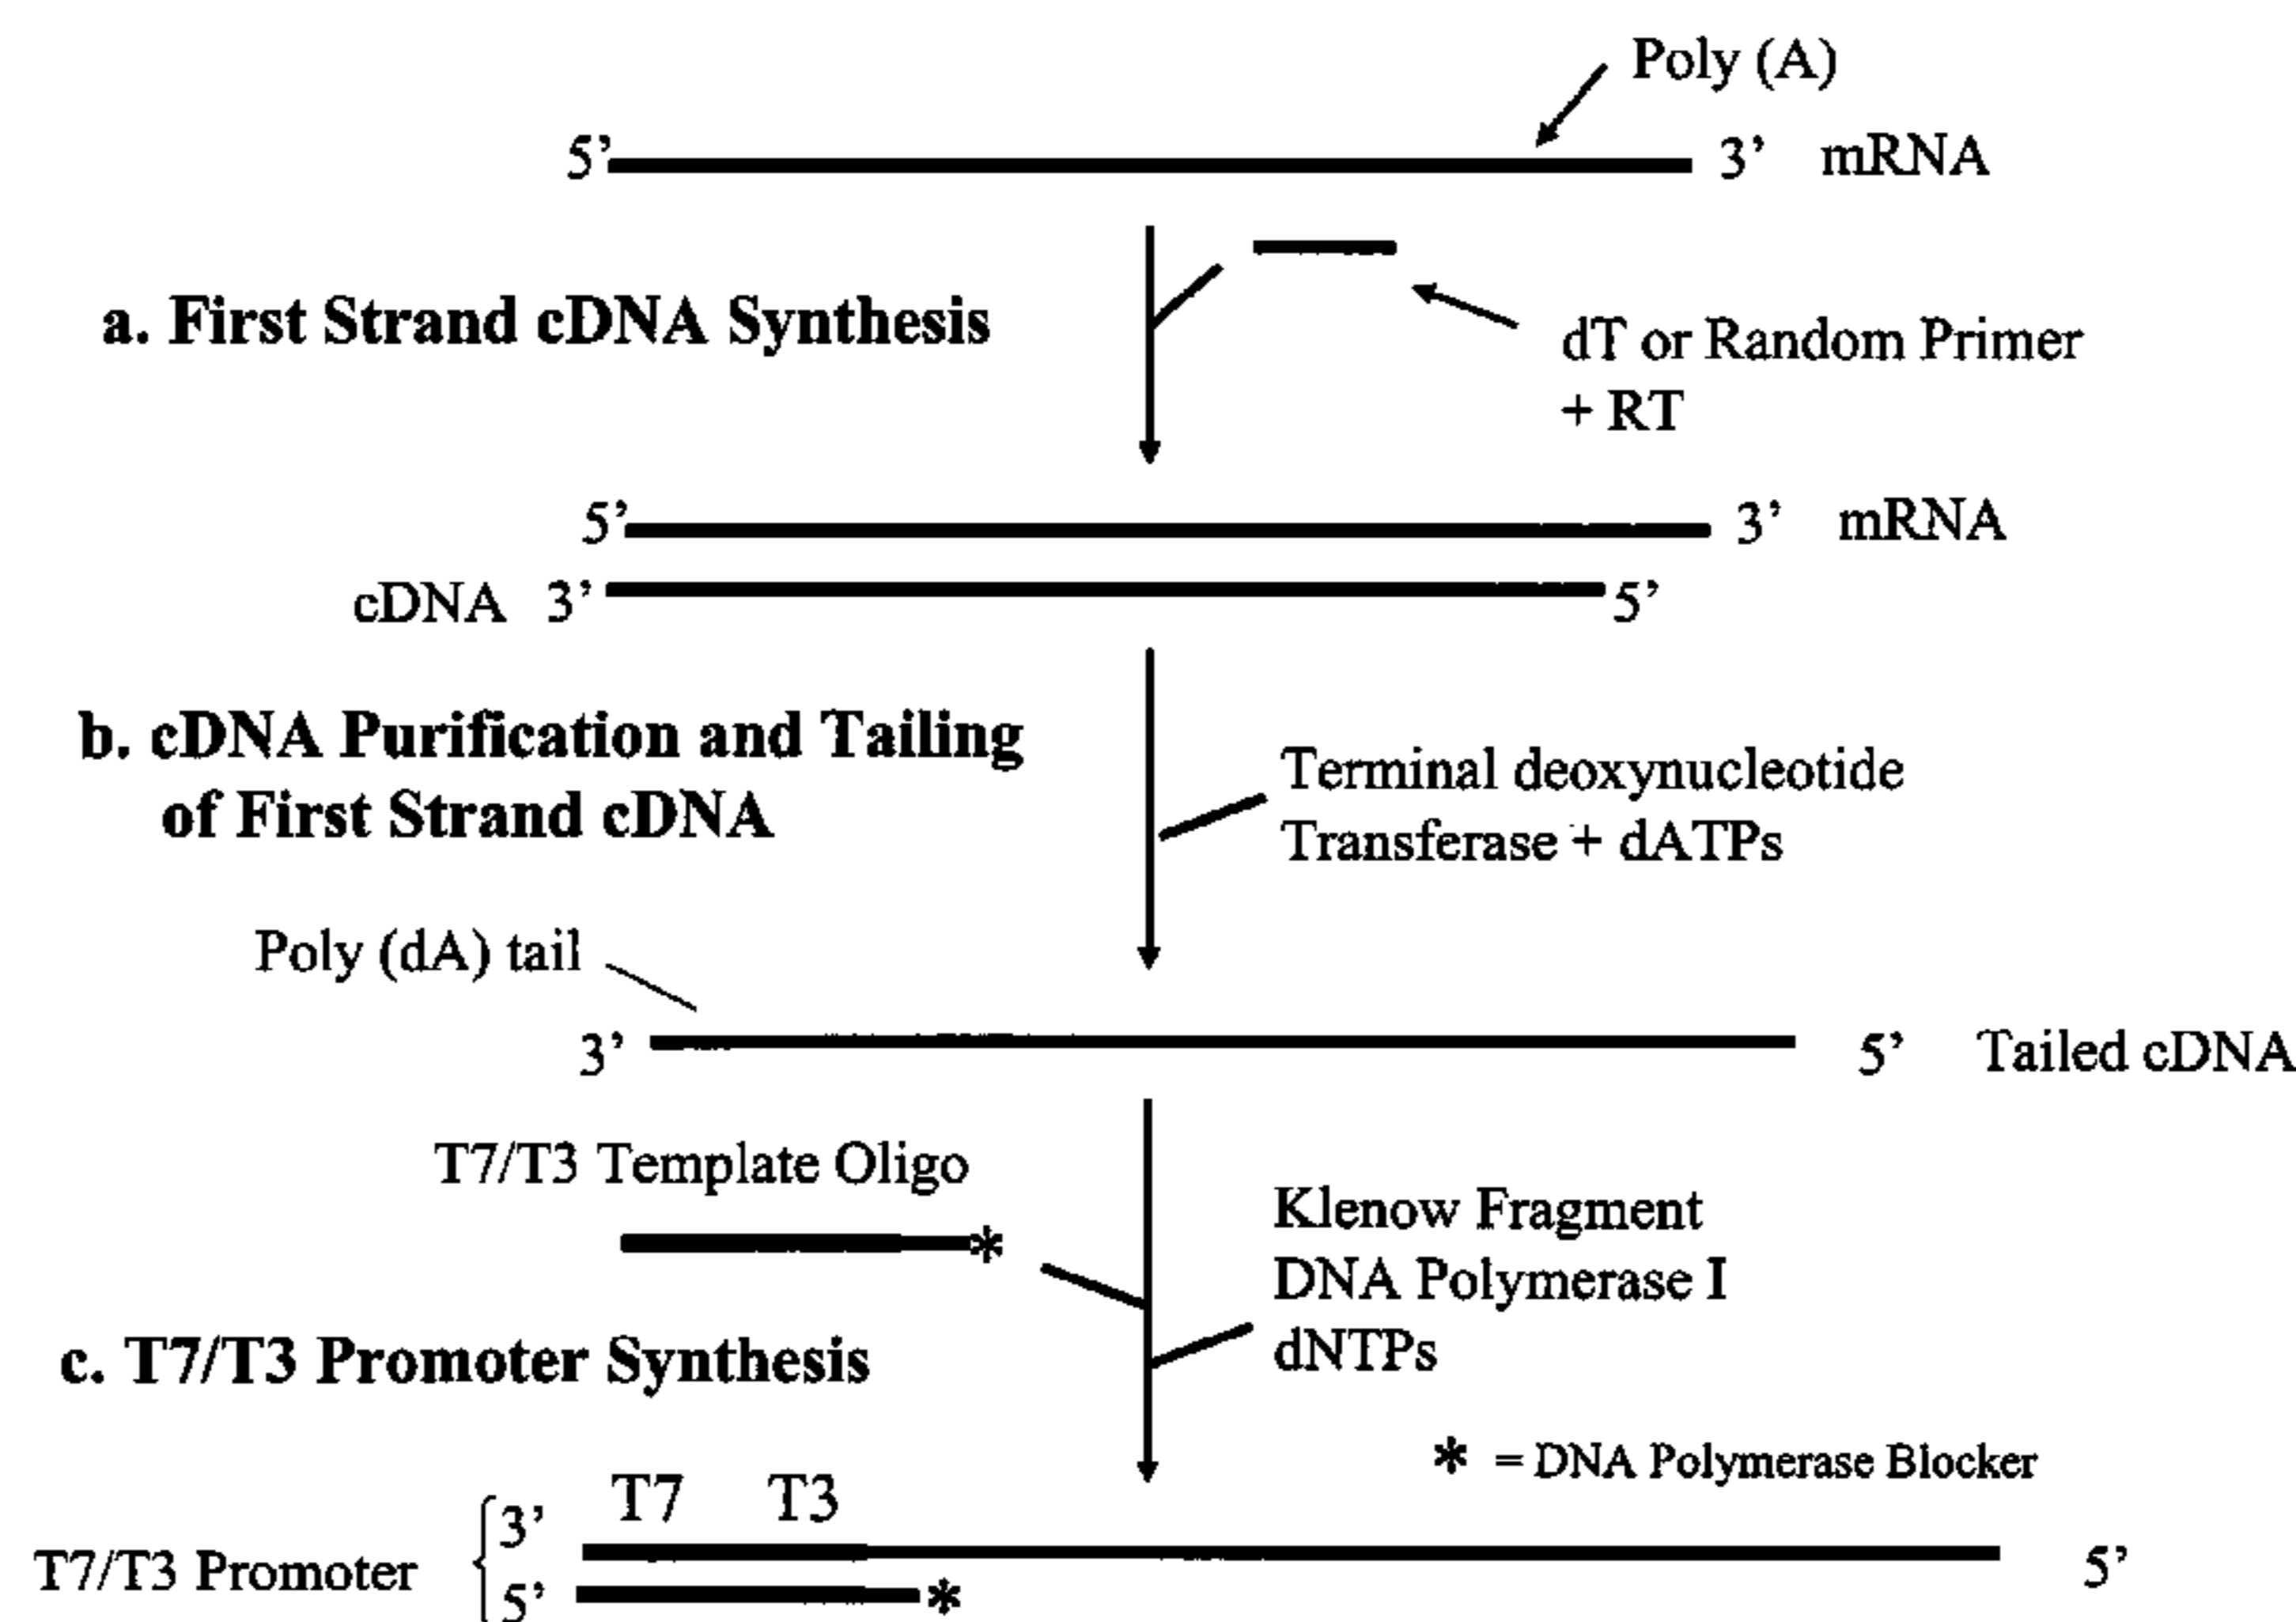 Poly (A)
5’ 3’ mRNA
a. First Strand cDNA Synthesis
dT or Random Primer
+ RT
5’ 3’ mRNA
cDNA 3’ 5’
b. cDNA Purification and Tailing
of First Strand cDNA
Terminal deoxynucleotide
Transferase + dATPs
Poly (dA) tail
3’ 5’ Tailed cDNA
T7/T3 Template Oligo
*
Klenow Fragment
DNA Polymerase I
dNTPs
c. T7/T3 Promoter Synthesis
* = DNA Polymerase Blocker
T7 T3
3’ 5’
T7/T3 Promoter
5’ *